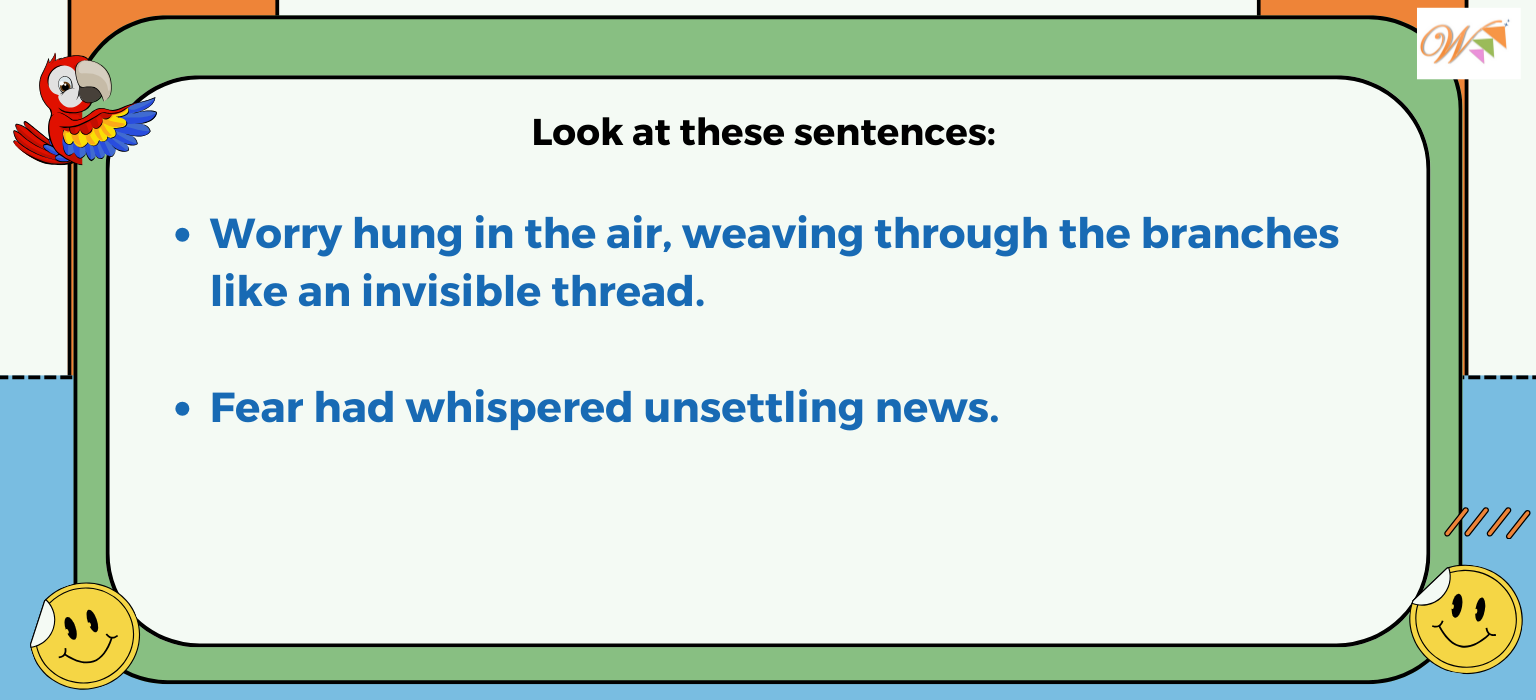 W
Look at these sentences:
• Worry hung in the air, weaving through the branches
like an invisible thread.
• Fear had whispered unsettling news.